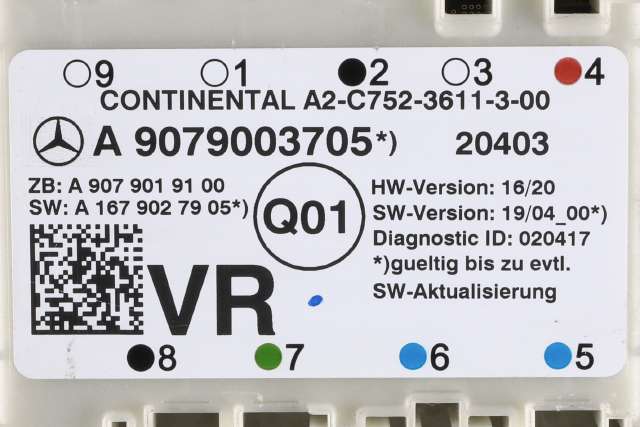 9 1 2 3 4
CONTINENTAL A2-C752-3611-3-00
A 9079003705*) 20403
ZB: A 907 901 91 00
SW: A 167 902 79 05*)
Q01
HW-Version: 16/20
SW-Version: 19/04_00*)
Diagnostic ID: 020417
*)gueltig bis zu evtl.
SW-Aktualisierung
VR
8 7 6 5